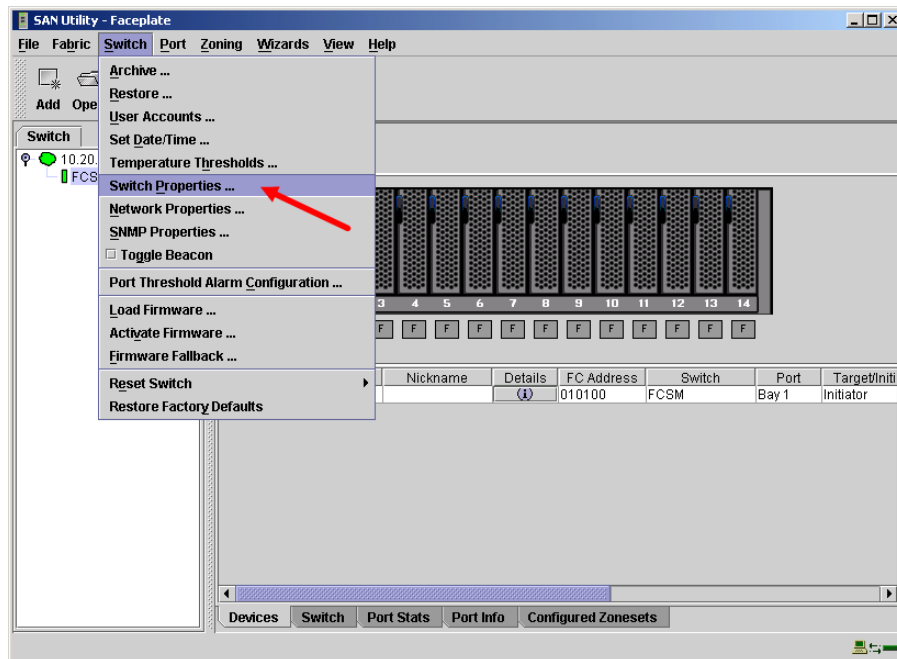 SAN Utility - Faceplate
File Fabric Switch Port Zoning Wizards View Help
Add Ope
Archive ...
Restore ...
User Accounts ...
Set Date/Time ...
Temperature Thresholds ...
Switch Properties ...
Network Properties ...
SNMP Properties ...
Toggle Beacon
Port Threshold Alarm Configuration ...
Load Firmware ...
Activate Firmware ...
Firmware Fallback ...
Reset Switch
Restore Factory Defaults
Switch
10.20.
FCS
3 4 5 6 7 8 9 10 11 12 13 14
F F F F F F F F F F F F
Nickname Details FC Address Switch Port Target/Initi
(i) 010100 FCSM Bay 1 Initiator
Devices Switch Port Stats Port Info Configured Zonesets